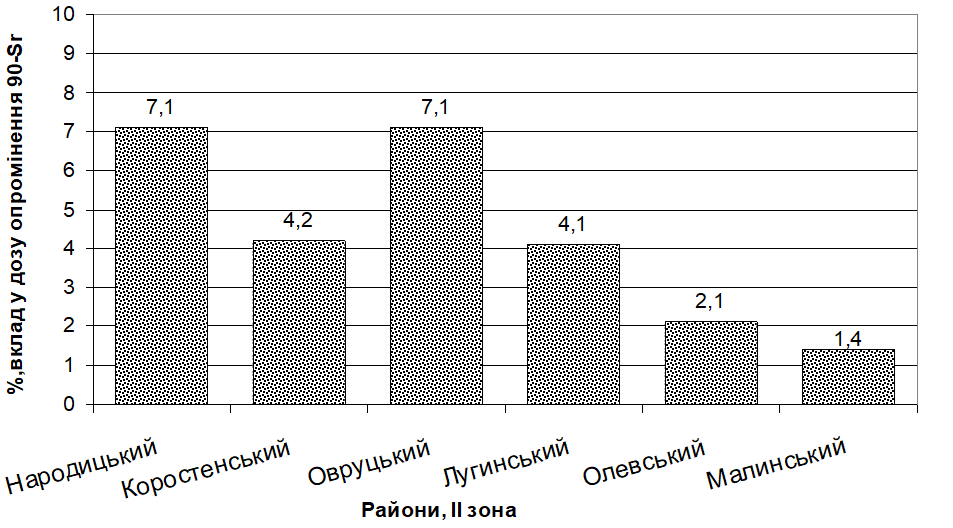 %,вклад у дозу опромінення 90-Sr
10
9
8
7
6
5
4
3
2
1
0
7,1
4,2
7,1
4,1
2,1
1,4
Народицький
Коростенський
Овруцький
Лугинський
Олевський
Малинський
Райони, ІІ зона